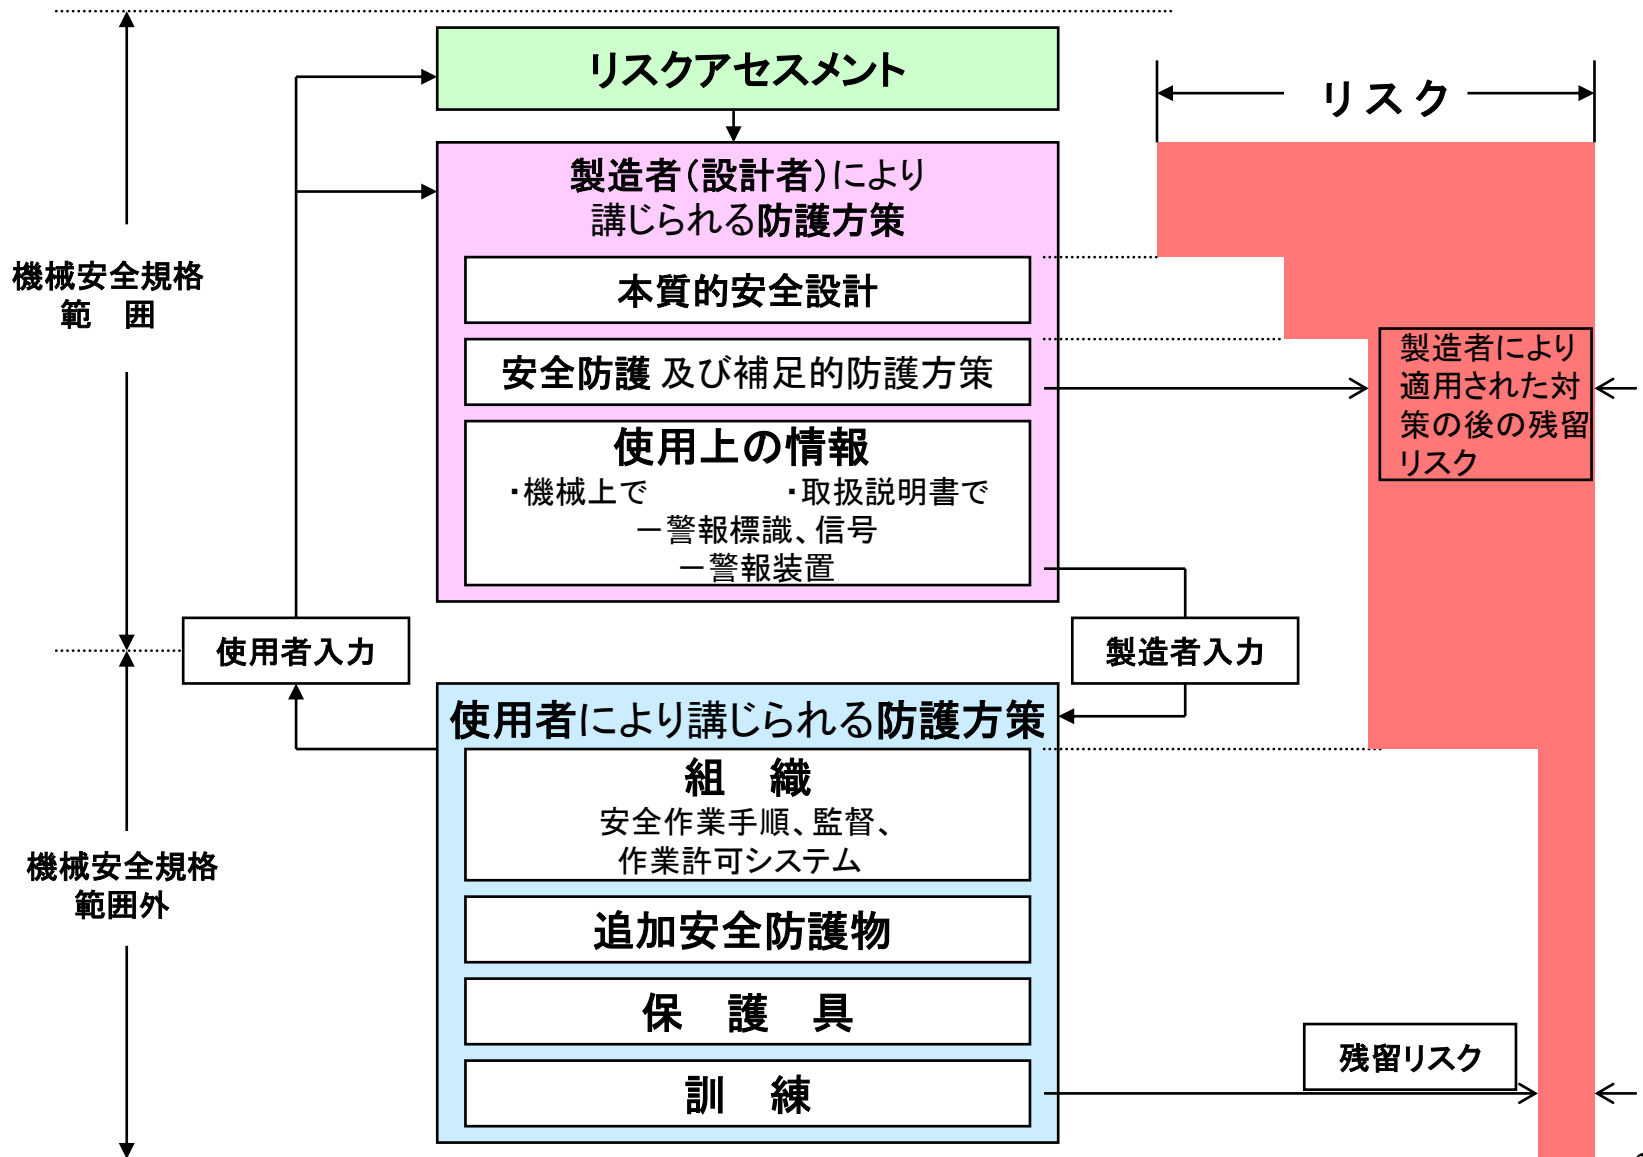 リスクアセスメント
リスク
製造者(設計者)により
講じられる防護方策
機械安全規格
範　囲
本質的安全設計
安全防護 及び補足的防護方策
製造者により
適用された対
策の後の残留
リスク
使用上の情報
・機械上で　・取扱説明書で
－警報標識、信号
－警報装置
使用者入力
製造者入力
使用者により講じられる防護方策
組　織
安全作業手順、監督、
作業許可システム
機械安全規格
範囲外
追加安全防護物
保　護　具
残留リスク
訓　練